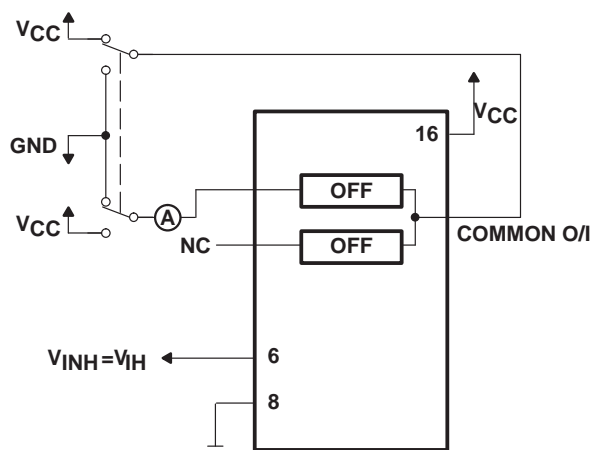 VCC
VCC
16
GND
OFF
A
VCC
NC
OFF
COMMON O/I
VINH=VIH
6
8